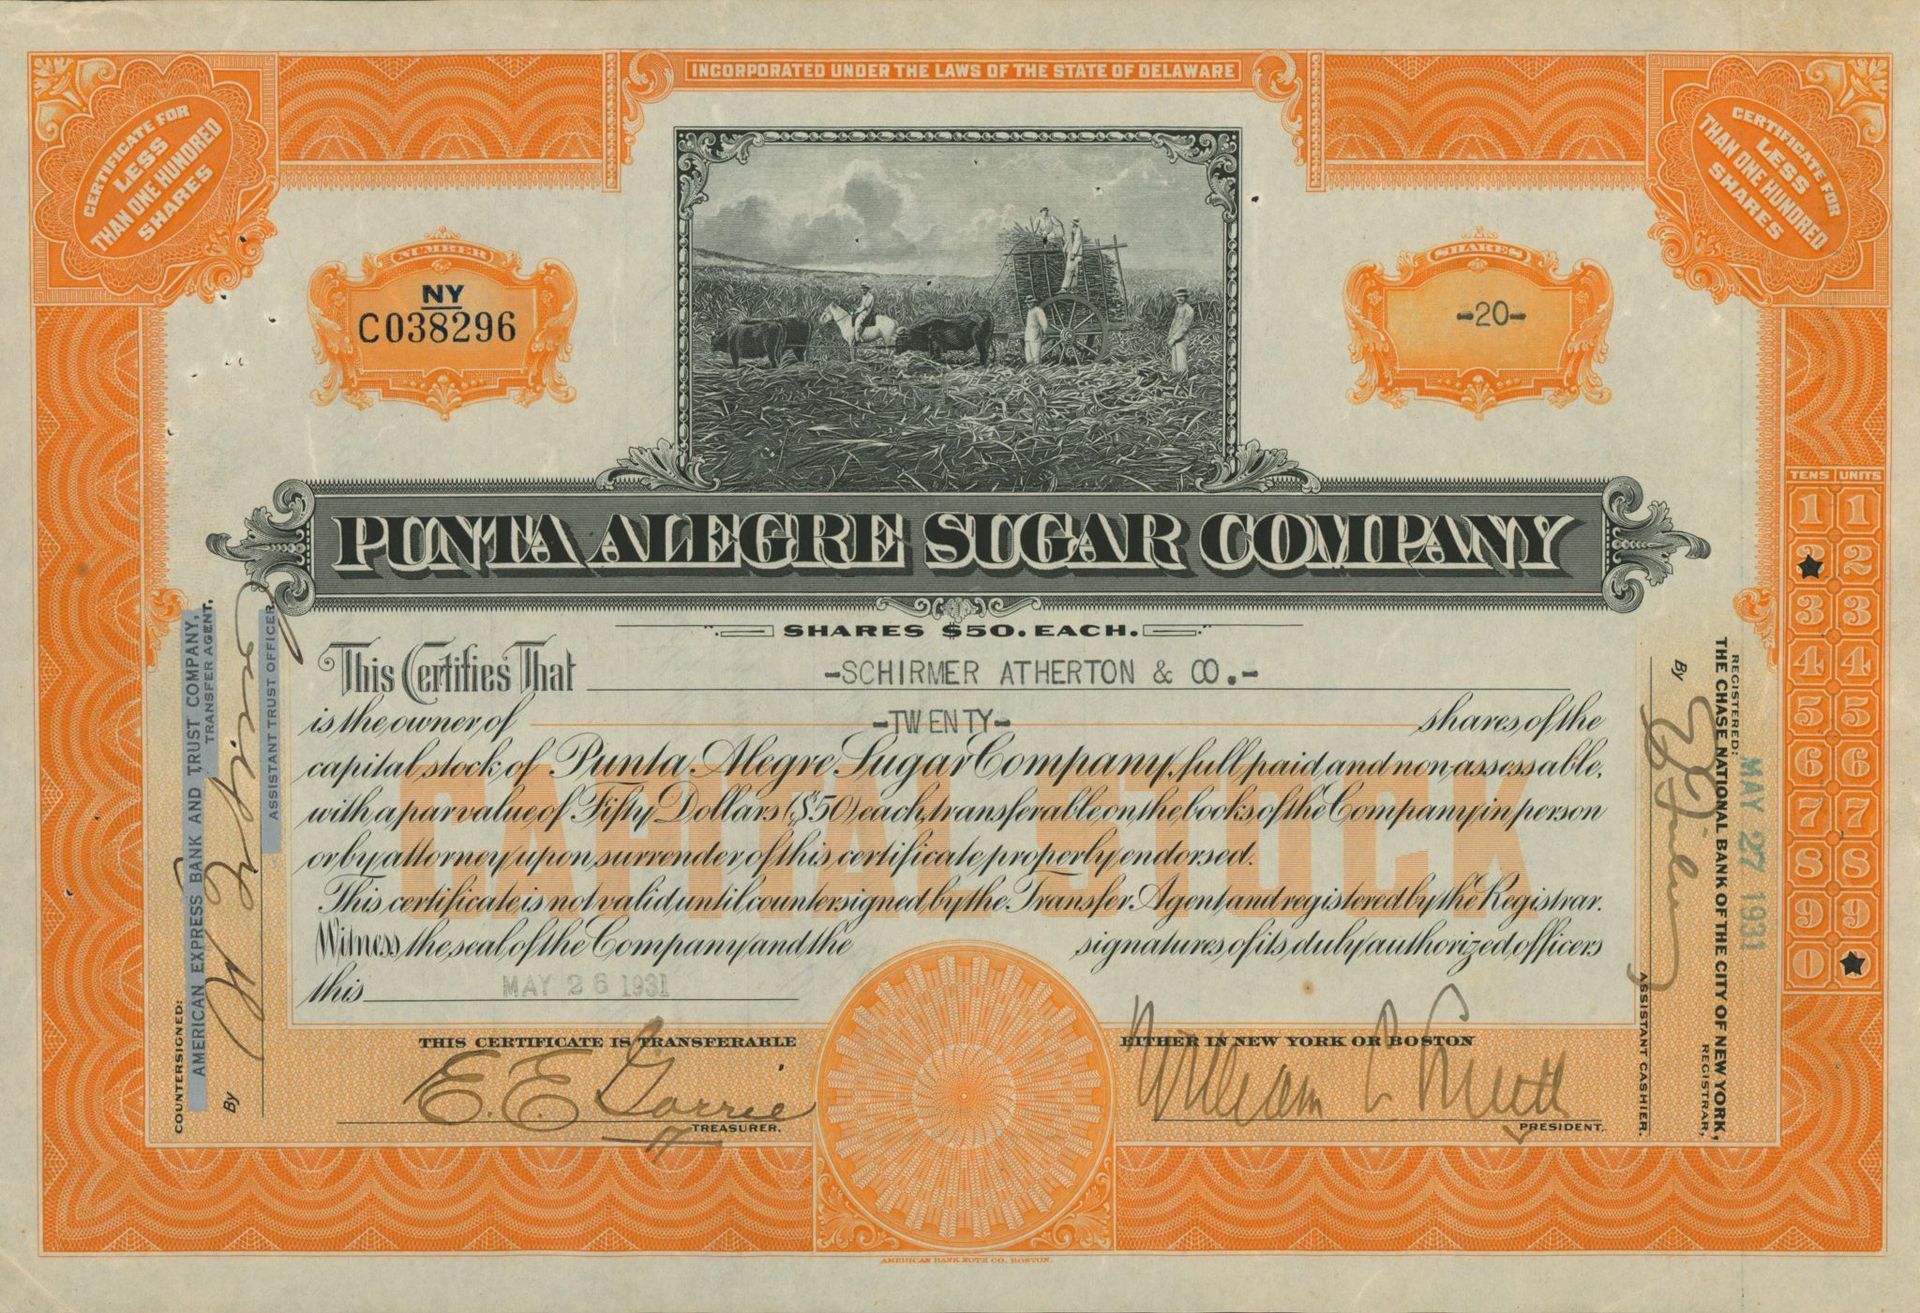 INCORPORATED UNDER THE LAWS OF THE STATE OF DELAWARE
CERTIFICATE FOR
LESS
THAN ONE HUNDRED
SHARES
CERTIFICATE FOR
LESS
THAN ONE HUNDRED
SHARES
NUMBER
NY
C038296
SHARES
-20-
PUNTA ALEGRE SUGAR COMPANY
SHARES $50. EACH.
This Certifies That -SCHIRMER ATHERTON & CO.-
is the owner of -TWENTY- shares of the
capital stock of Punta Alegre Sugar Company, full paid and non assessable,
with a par value of Fifty Dollars ($50) each, transferable on the books of the Company in person
or by attorney upon surrender of this certificate properly endorsed.
This certificate is not valid until countersigned by the Transfer Agent and registered by the Registrar.
Witness the seal of the Company and the signatures of its duly authorized officers
this MAY 26 1931
CAPITAL STOCK
THIS CERTIFICATE IS TRANSFERABLE EITHER IN NEW YORK OR BOSTON
E. E. Gorrie
TREASURER.
William C
PRESIDENT.
COUNTERSIGNED:
AMERICAN EXPRESS BANK AND TRUST COMPANY,
TRANSFER AGENT.
By
ASSISTANT TRUST OFFICER.
REGISTERED: MAY 27 1931
THE CHASE NATIONAL BANK OF THE CITY OF NEW YORK,
REGISTRAR,
By
ASSISTANT CASHIER.
TENS UNITS
1 1
2 2
3 3
4 4
5 5
6 6
7 7
8 8
9 9
0
AMERICAN BANK NOTE CO. BOSTON.